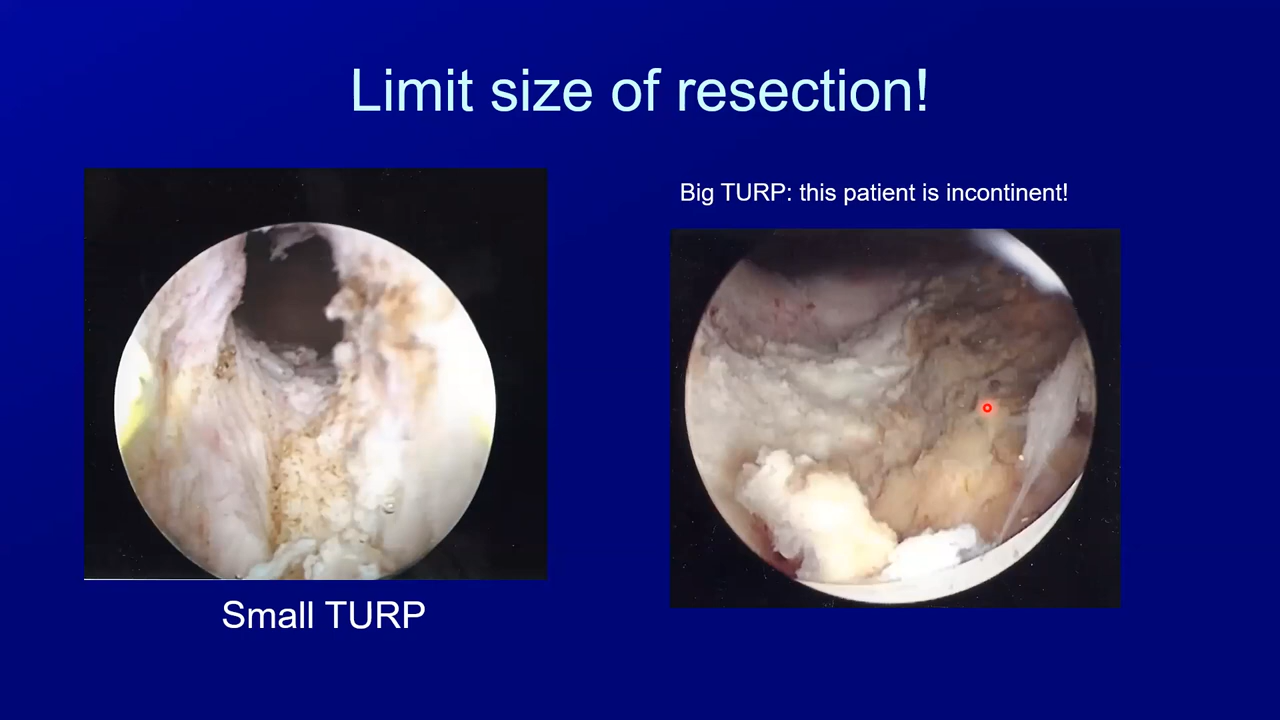 Limit size of resection!
Big TURP: this patient is incontinent!
Small TURP